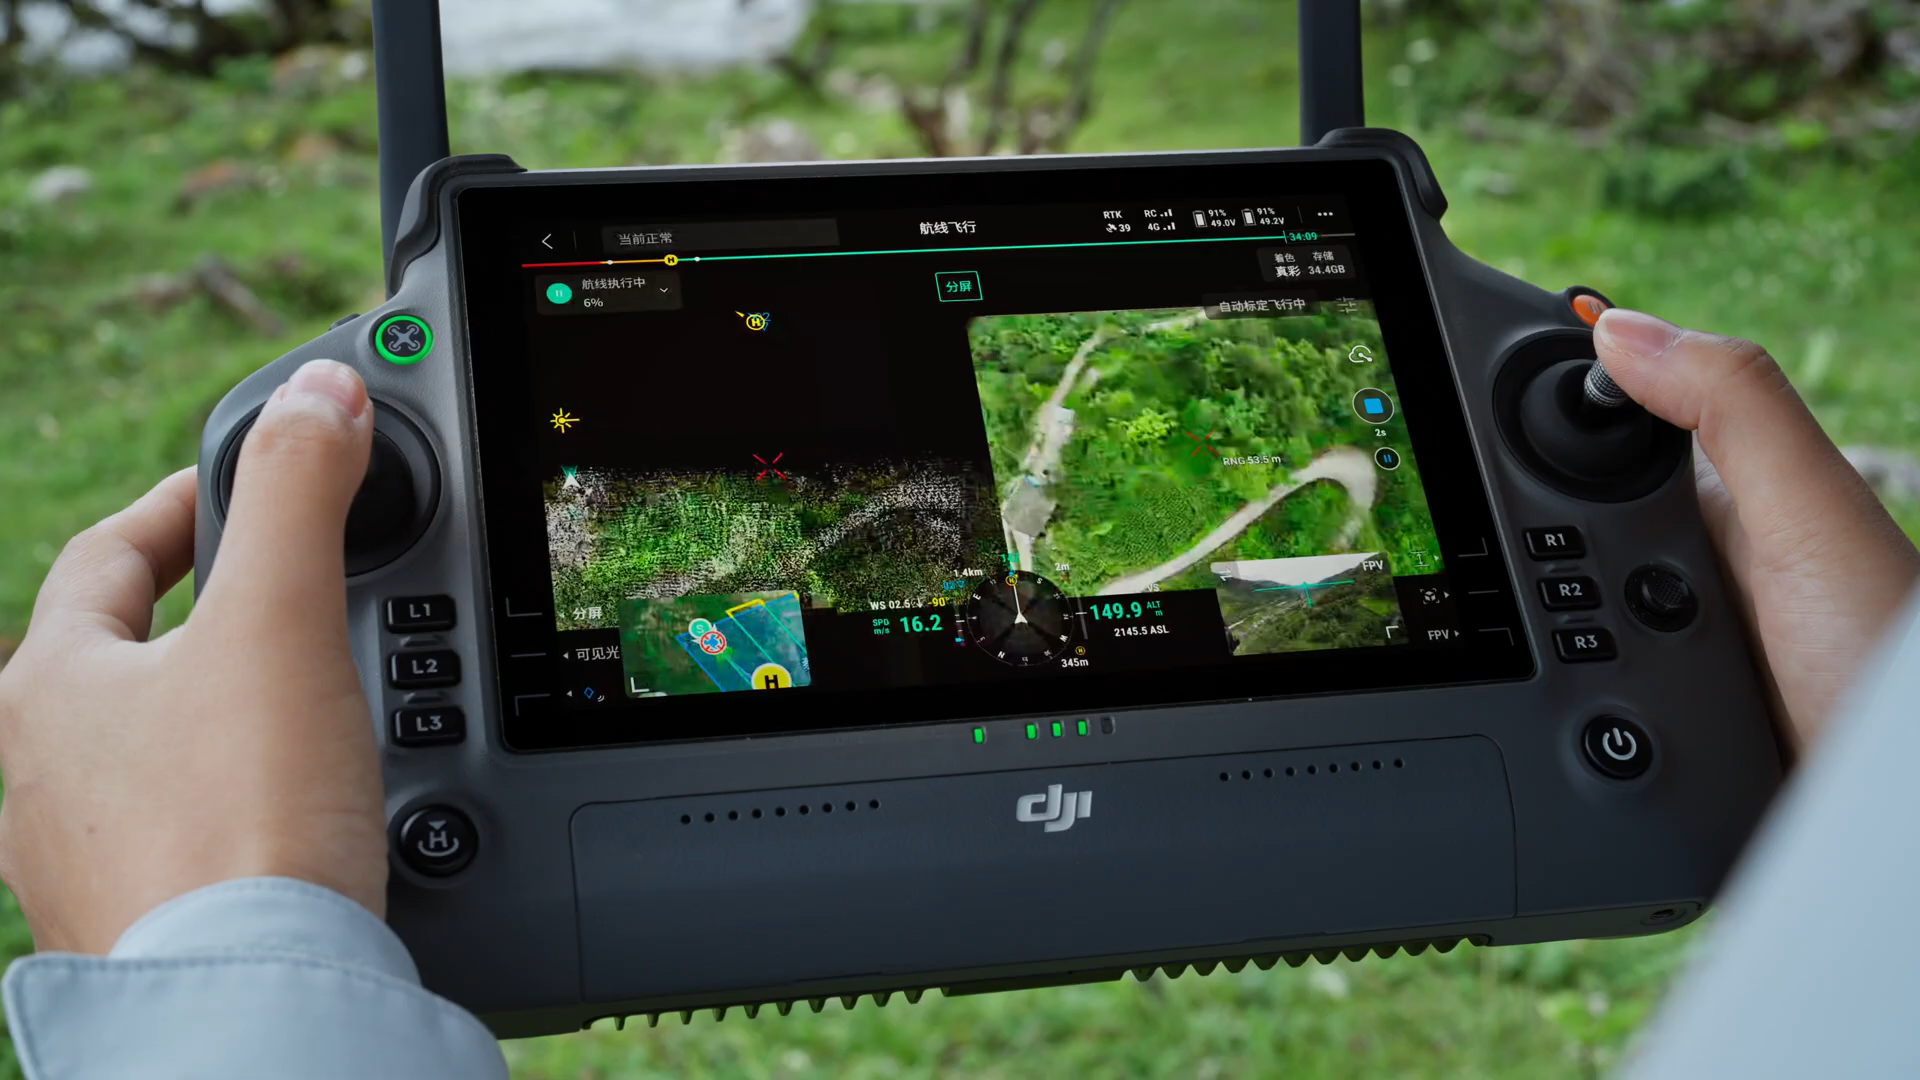 当前正常
航线飞行
RTK
39
RC
4G
91%
49.0V
91%
49.2V
34:09
航线执行中
6%
分屏
着色
真彩
存储
34.4GB
自动标定飞行中
H
2s
RNG 53.5 m
分屏
可见光
S
H
WS 02.5
-90°
1.4km
2m
SPD
m/s
16.2
E
S
N
149.9 ALT
m
2145.5 ASL
345m
FPV
FPV
L1
L2
L3
R1
R2
R3
H
dji